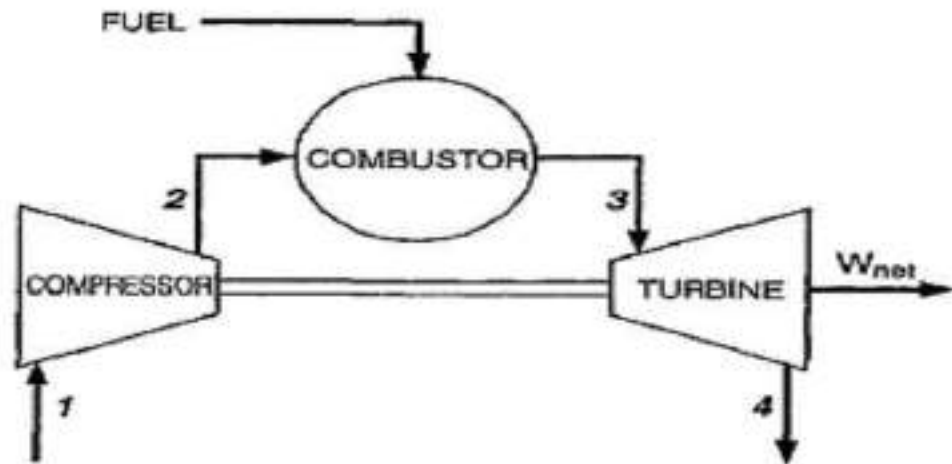 FUEL
COMBUSTOR
2
3
COMPRESSOR
TURBINE
Wnet
1
4